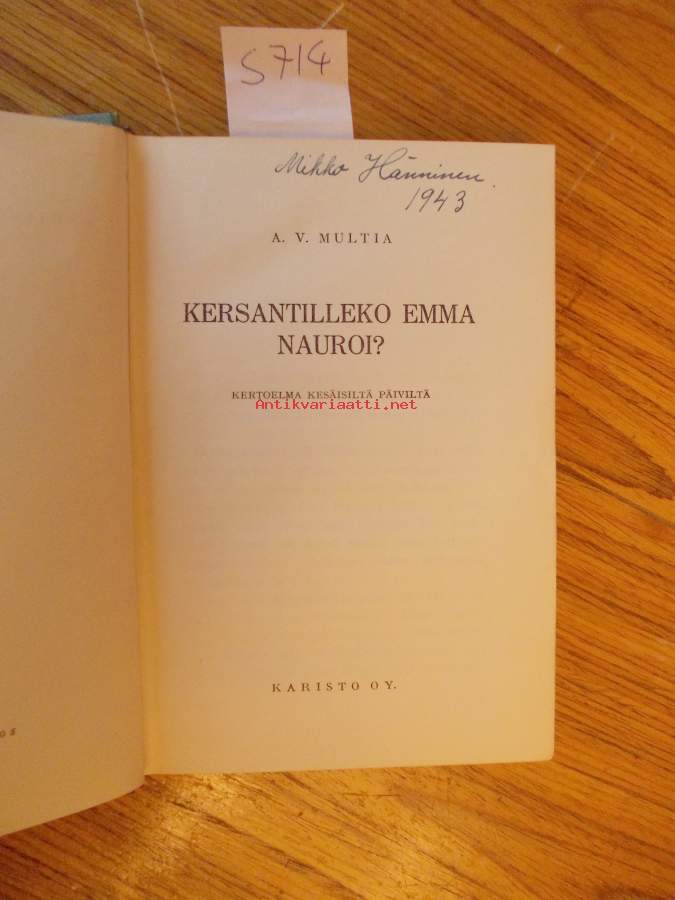 S714
Mikko Hänninen.
1943
A. V. MULTIA
KERSANTILLEKO EMMA
NAUROI?
KERTOELMA KESÄISILTÄ PÄIVILTÄ
Antikvariaatti.net
KARISTO OY.